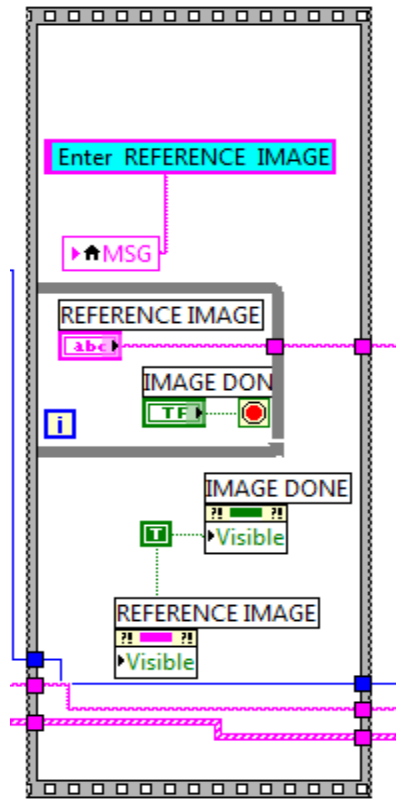 Enter REFERENCE IMAGE
MSG
REFERENCE IMAGE
abc
IMAGE DON
TF
i
IMAGE DONE
?! ?!
T
Visible
REFERENCE IMAGE
?! ?!
Visible